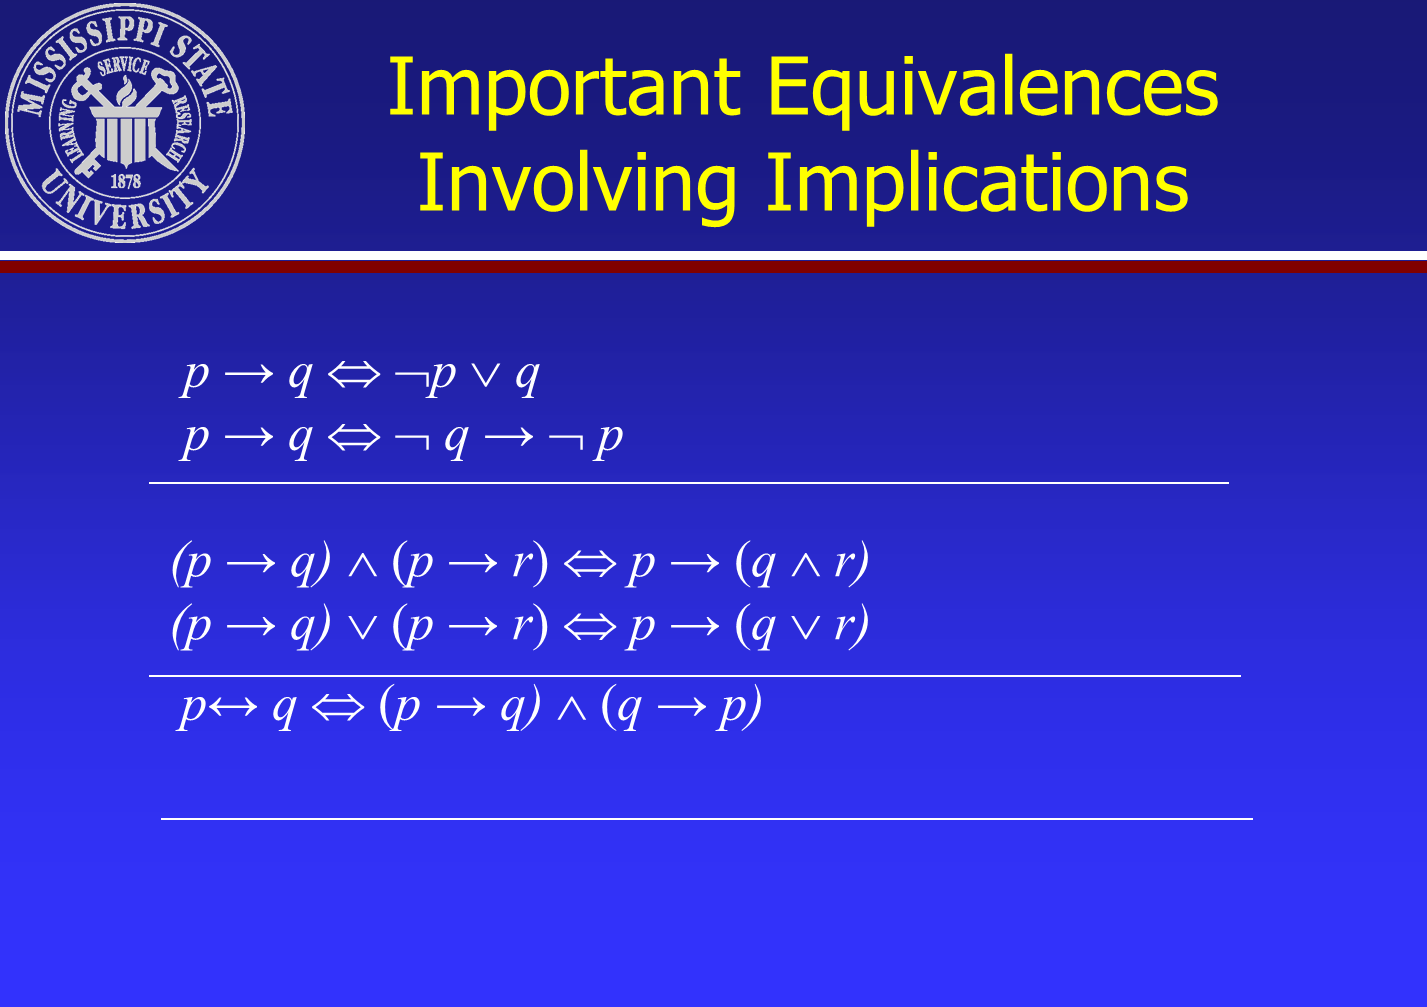 MISSISSIPPI STATE
UNIVERSITY
LEARNING
SERVICE
RESEARCH
1878
Important Equivalences
Involving Implications
p → q ⇔ ¬p ∨ q
p → q ⇔ ¬ q → ¬ p
(p → q) ∧ (p → r) ⇔ p → (q ∧ r)
(p → q) ∨ (p → r) ⇔ p → (q ∨ r)
p↔ q ⇔ (p → q) ∧ (q → p)